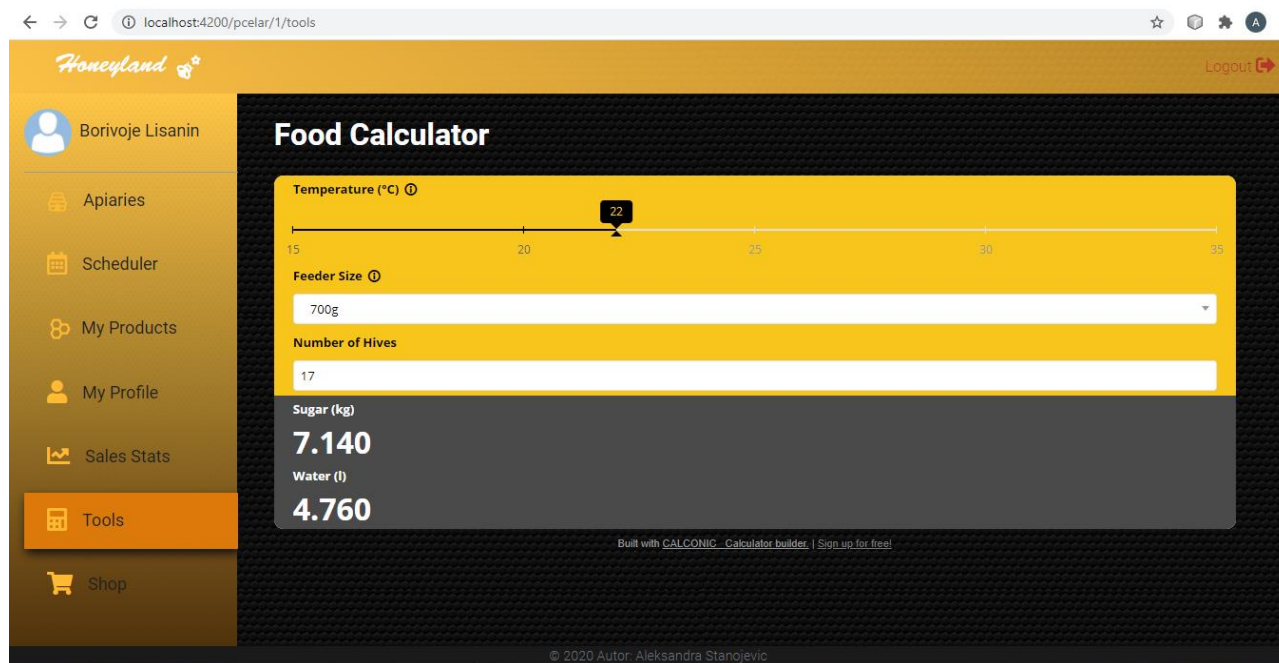 localhost:4200/pcelar/1/tools
A
Honeyland
Logout
Borivoje Lisanin
Apiaries
Scheduler
My Products
My Profile
Sales Stats
Tools
Shop
Food Calculator
Temperature (°C)
22
15 20 25 30 35
Feeder Size
700g
Number of Hives
17
Sugar (kg)
7.140
Water (l)
4.760
Built with CALCONIC_ Calculator builder. | Sign up for free!
© 2020 Autor: Aleksandra Stanojevic